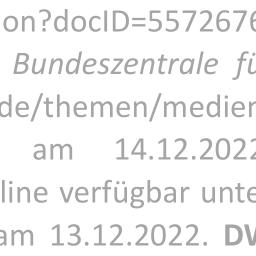 on?docID=5572676
Bundeszentrale fü
de/themen/medien
am 14.12.2022
line verfügbar unte
am 13.12.2022. DW